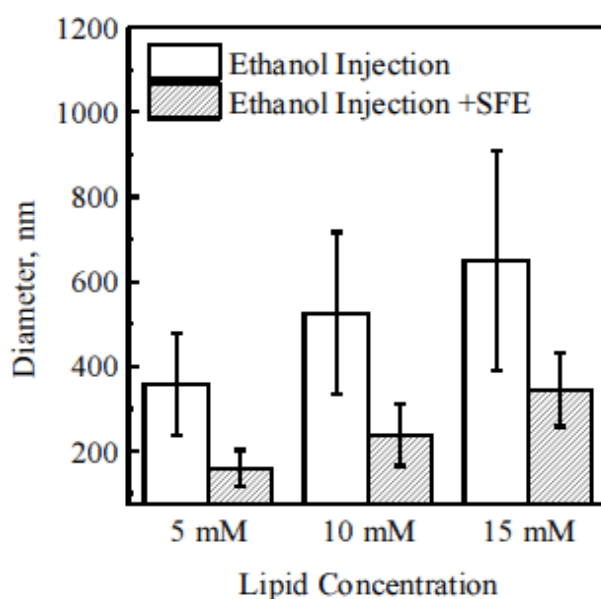 1200
1000
800
600
400
200
Diameter, nm
Ethanol Injection
Ethanol Injection +SFE
5 mM
10 mM
15 mM
Lipid Concentration